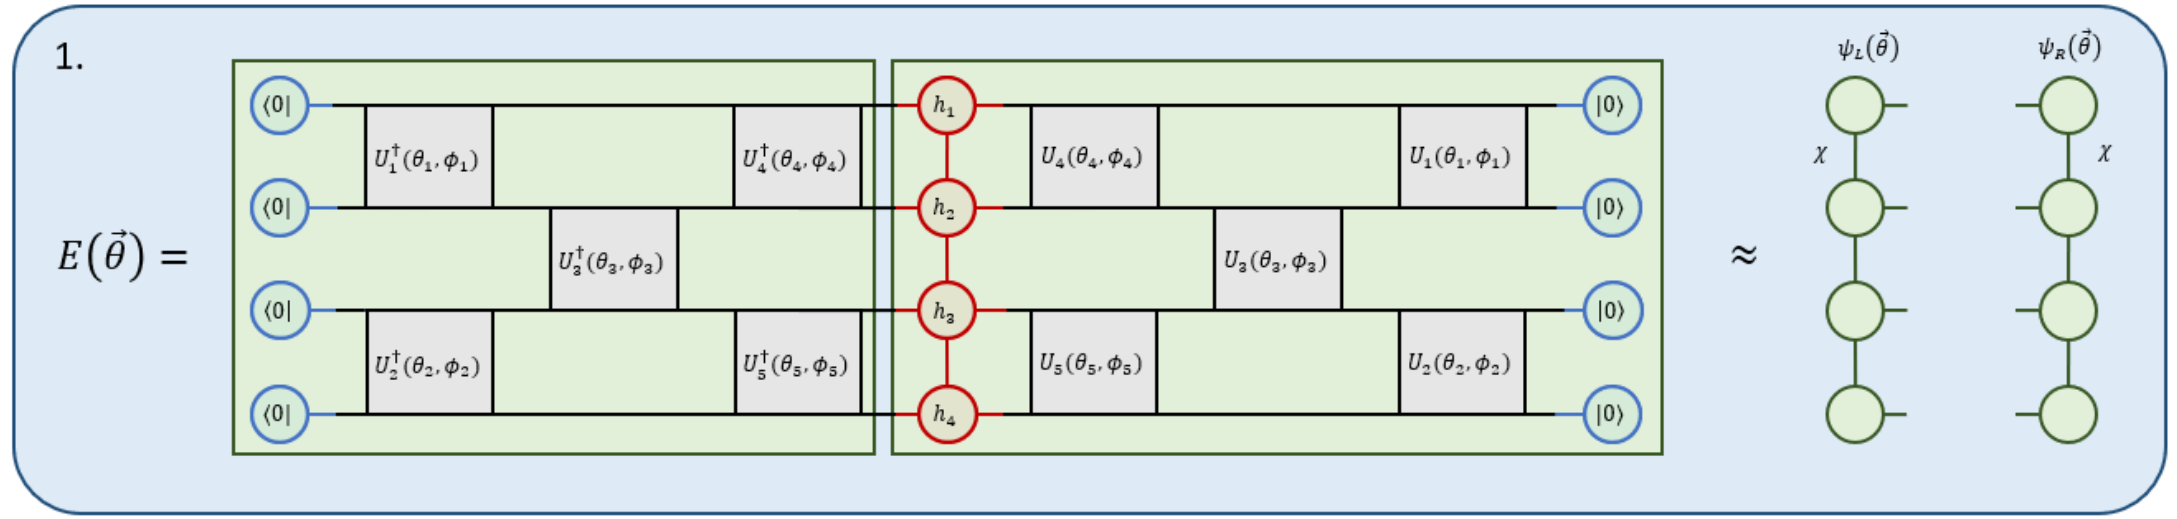 1.
ψ_L(θ⃗) ψ_R(θ⃗)
⟨0| h₁ |0⟩
U₁†(θ₁, ϕ₁) U₄†(θ₄, ϕ₄) U₄(θ₄, ϕ₄) U₁(θ₁, ϕ₁) χ χ
⟨0| h₂ |0⟩
E(θ⃗) = U₃†(θ₃, ϕ₃) U₃(θ₃, ϕ₃) ≈
⟨0| h₃ |0⟩
U₂†(θ₂, ϕ₂) U₅†(θ₅, ϕ₅) U₅(θ₅, ϕ₅) U₂(θ₂, ϕ₂)
⟨0| h₄ |0⟩